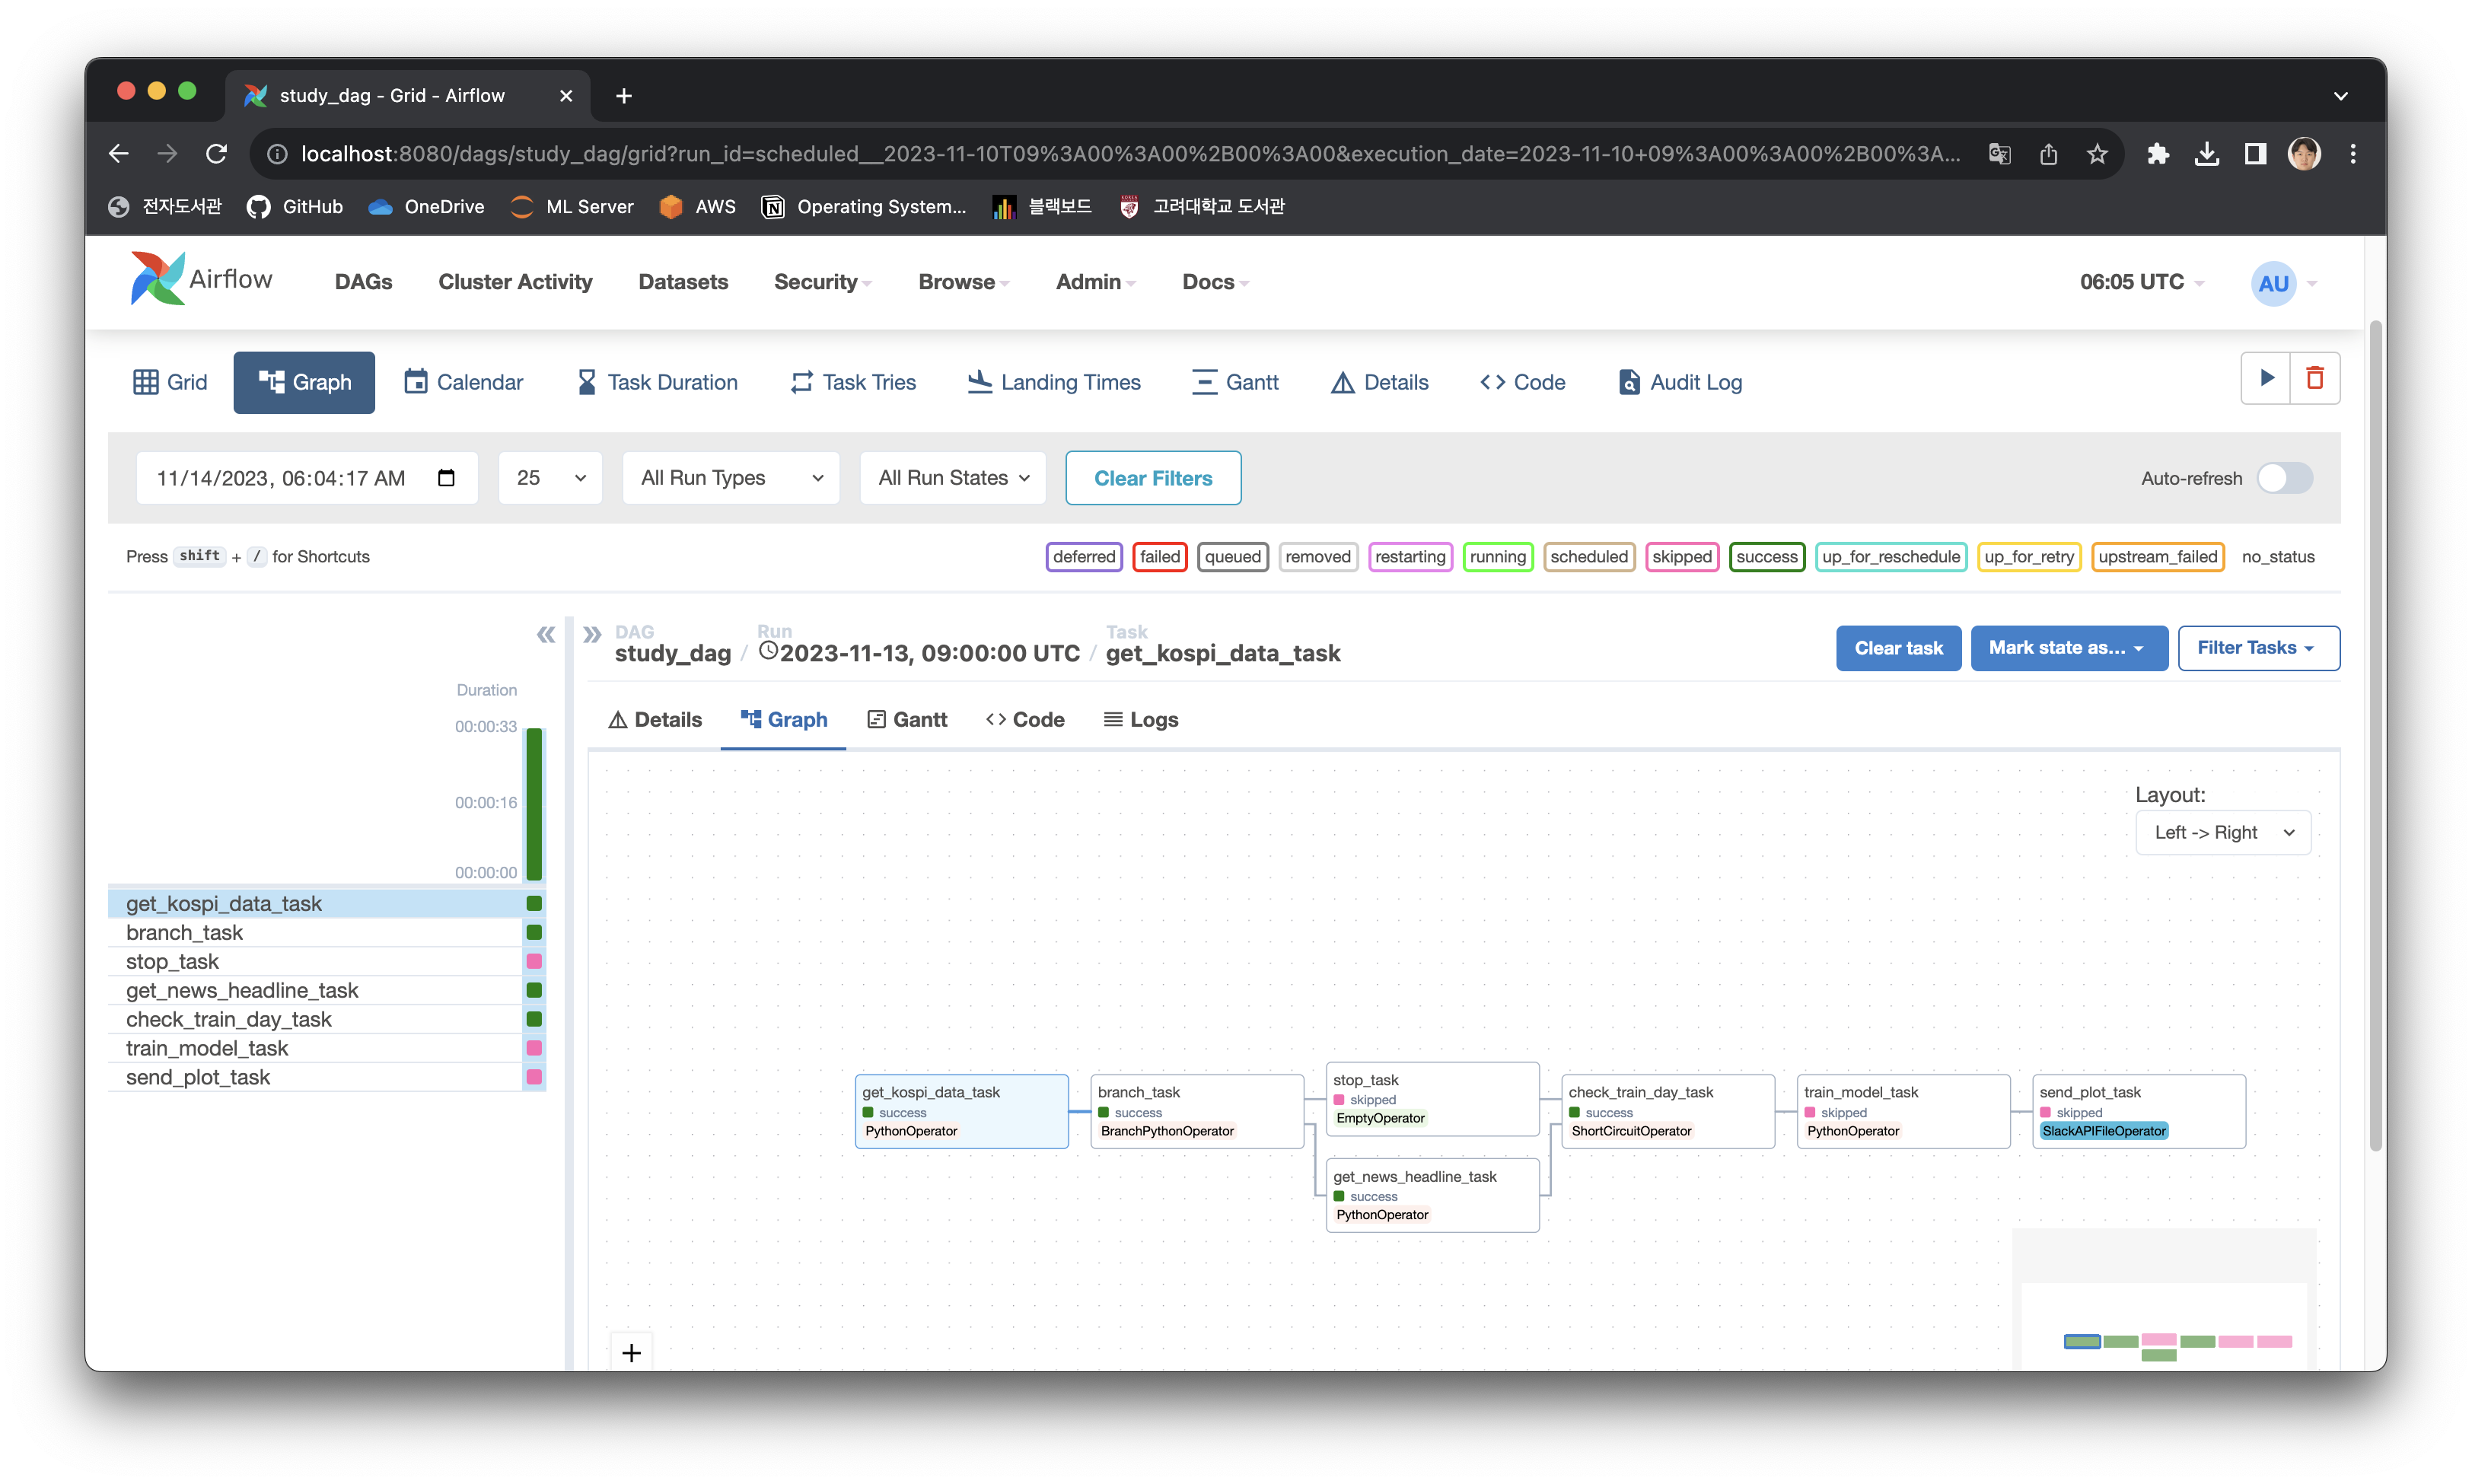 study_dag - Grid - Airflow
localhost:8080/dags/study_dag/grid?run_id=scheduled__2023-11-10T09%3A00%3A00%2B00%3A00&execution_date=2023-11-10+09%3A00%3A00%2B00%3A...
전자도서관 GitHub OneDrive ML Server AWS Operating System... 블랙보드 고려대학교 도서관
Airflow DAGs Cluster Activity Datasets Security Browse Admin Docs 06:05 UTC AU
Grid Graph Calendar Task Duration Task Tries Landing Times Gantt Details Code Audit Log
11/14/2023, 06:04:17 AM 25 All Run Types All Run States Clear Filters Auto-refresh
Press shift + / for Shortcuts deferred failed queued removed restarting running scheduled skipped success up_for_reschedule up_for_retry upstream_failed no_status
DAG Run Task
study_dag / 2023-11-13, 09:00:00 UTC / get_kospi_data_task
Clear task Mark state as... Filter Tasks
Duration
00:00:33
00:00:16
00:00:00
get_kospi_data_task
branch_task
stop_task
get_news_headline_task
check_train_day_task
train_model_task
send_plot_task
Details Graph Gantt Code Logs
Layout:
Left -> Right
get_kospi_data_task
success
PythonOperator
branch_task
success
BranchPythonOperator
stop_task
skipped
EmptyOperator
get_news_headline_task
success
PythonOperator
check_train_day_task
success
ShortCircuitOperator
train_model_task
skipped
PythonOperator
send_plot_task
skipped
SlackAPIFileOperator
+